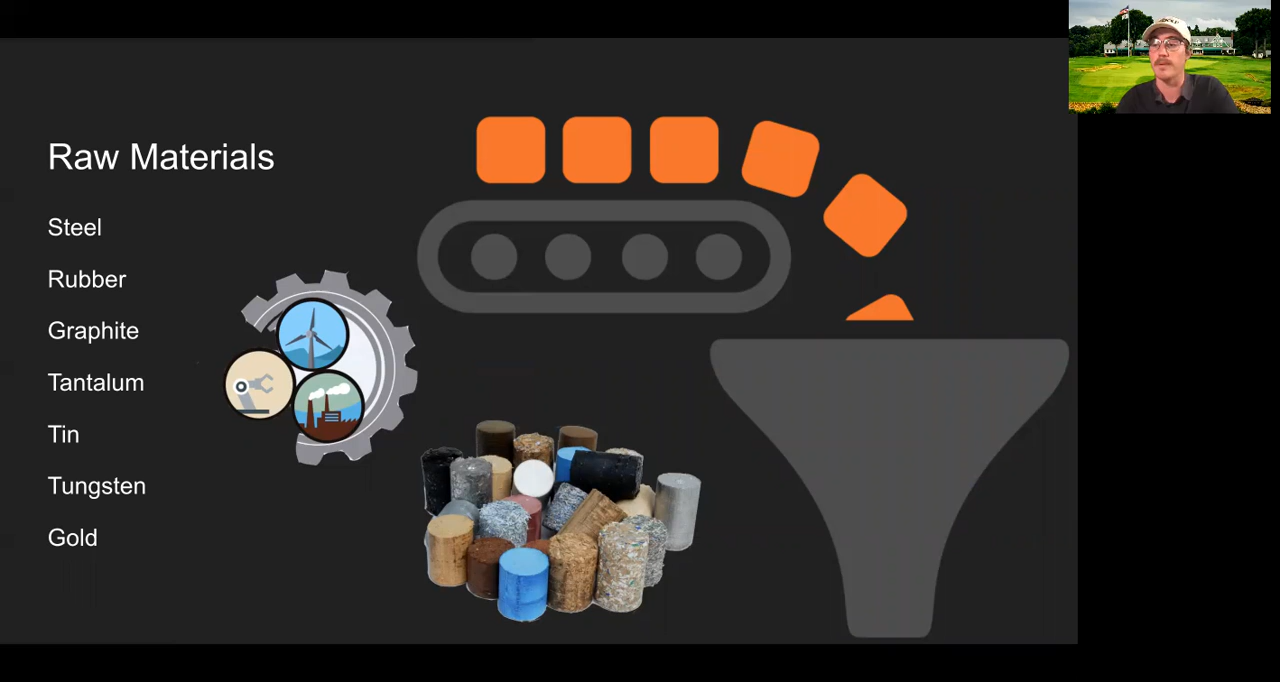 Raw Materials
Steel
Rubber
Graphite
Tantalum
Tin
Tungsten
Gold